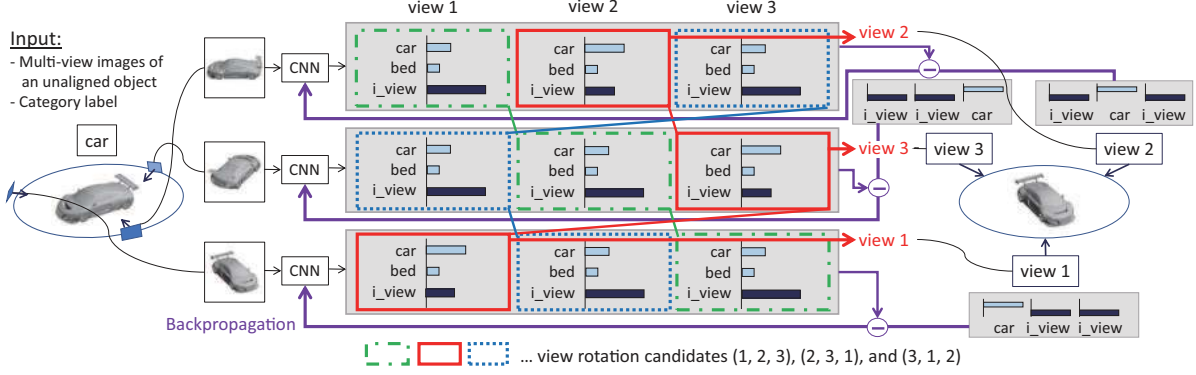 view 1 view 2 view 3
Input:
- Multi-view images of
an unaligned object
- Category label
car
CNN
car
bed
i_view
car
bed
i_view
car
bed
i_view
view 2
i_view i_view car
i_view car i_view
CNN
car
bed
i_view
car
bed
i_view
car
bed
i_view
view 3
view 3
view 2
CNN
car
bed
i_view
car
bed
i_view
car
bed
i_view
view 1
view 1
Backpropagation
car i_view i_view
... view rotation candidates (1, 2, 3), (2, 3, 1), and (3, 1, 2)